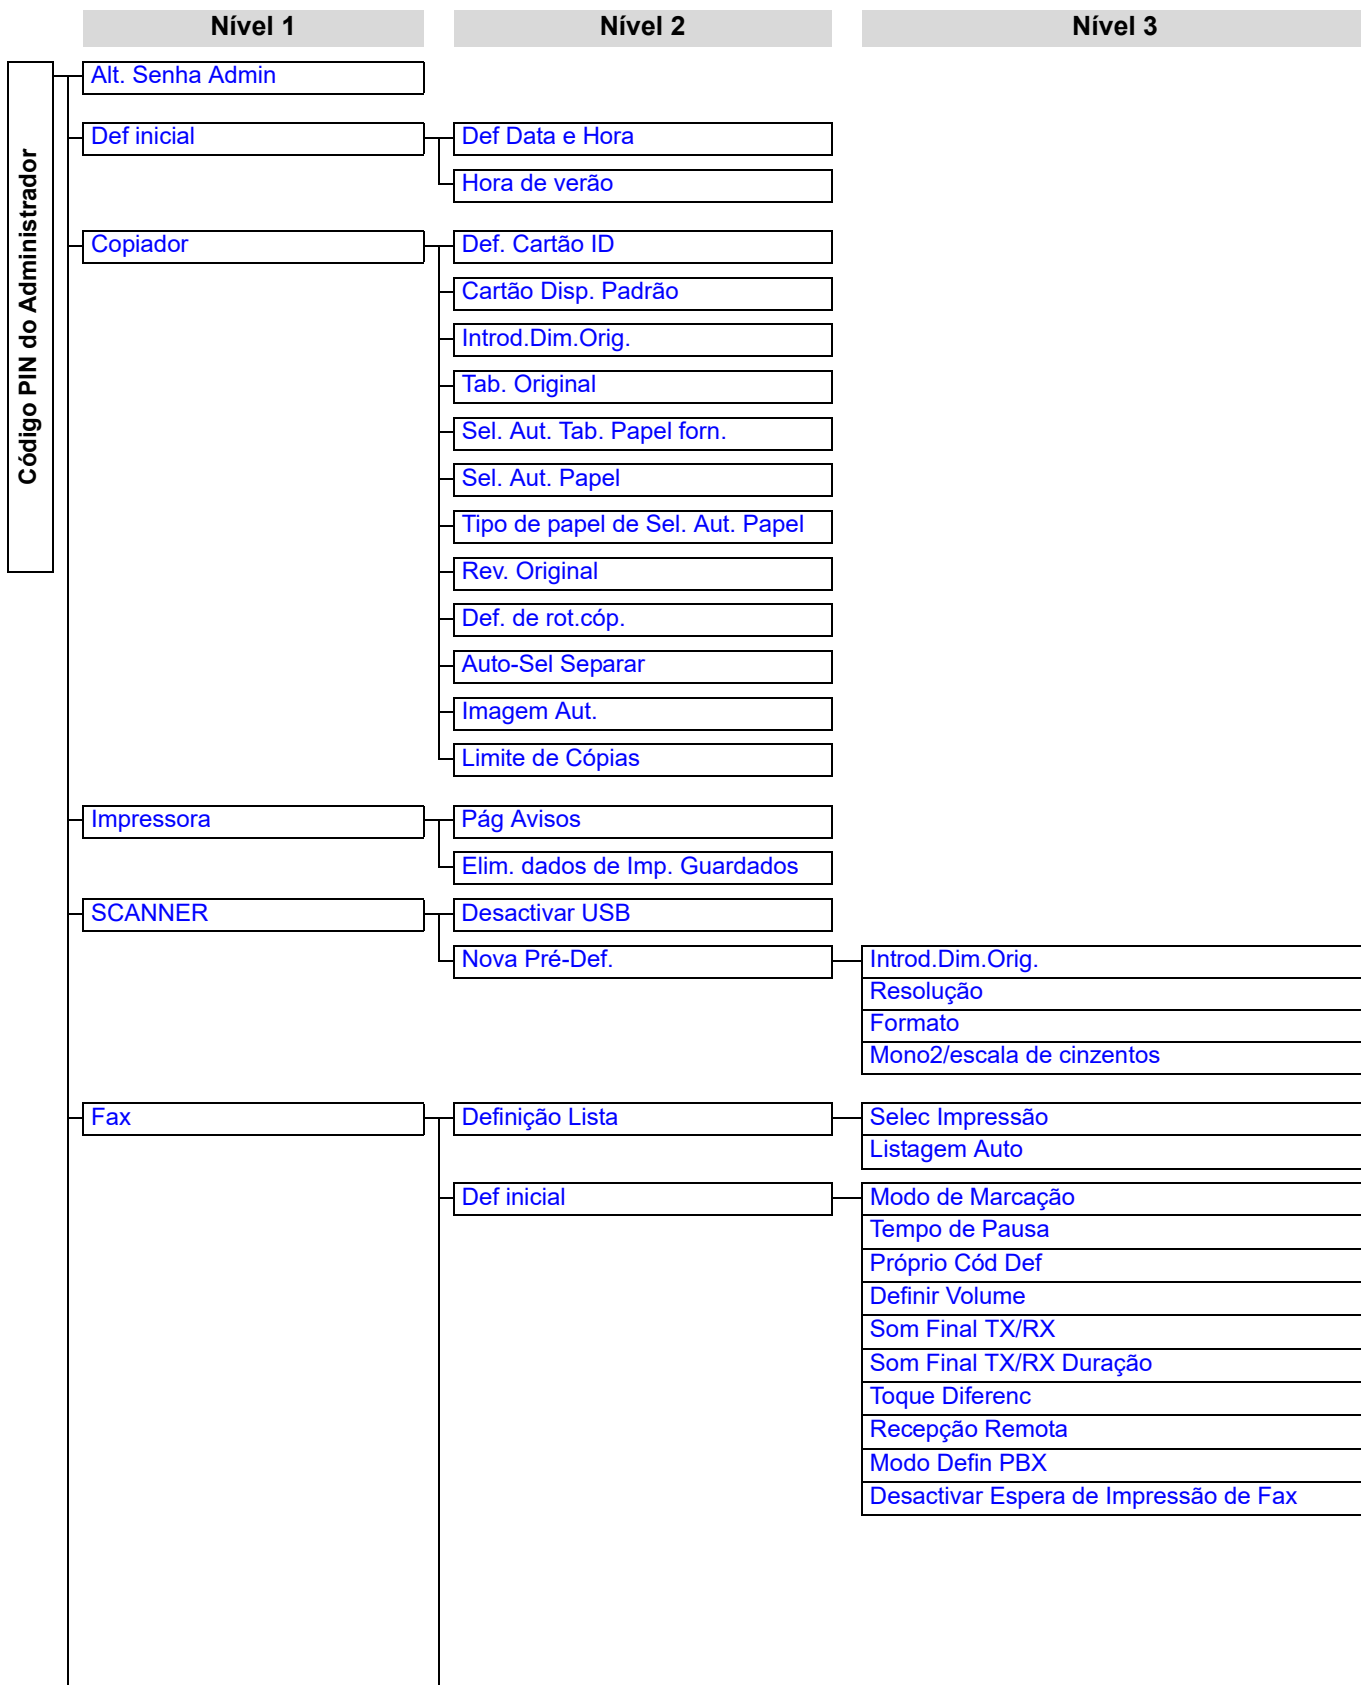 Nível 1
Nível 2
Nível 3
Código PIN do Administrador
Alt. Senha Admin
Def inicial
Def Data e Hora
Hora de verão
Copiador
Def. Cartão ID
Cartão Disp. Padrão
Introd.Dim.Orig.
Tab. Original
Sel. Aut. Tab. Papel forn.
Sel. Aut. Papel
Tipo de papel de Sel. Aut. Papel
Rev. Original
Def. de rot.cóp.
Auto-Sel Separar
Imagem Aut.
Limite de Cópias
Impressora
Pág Avisos
Elim. dados de Imp. Guardados
SCANNER
Desactivar USB
Nova Pré-Def.
Introd.Dim.Orig.
Resolução
Formato
Mono2/escala de cinzentos
Fax
Definição Lista
Selec Impressão
Listagem Auto
Def inicial
Modo de Marcação
Tempo de Pausa
Próprio Cód Def
Definir Volume
Som Final TX/RX
Som Final TX/RX Duração
Toque Diferenc
Recepção Remota
Modo Defin PBX
Desactivar Espera de Impressão de Fax